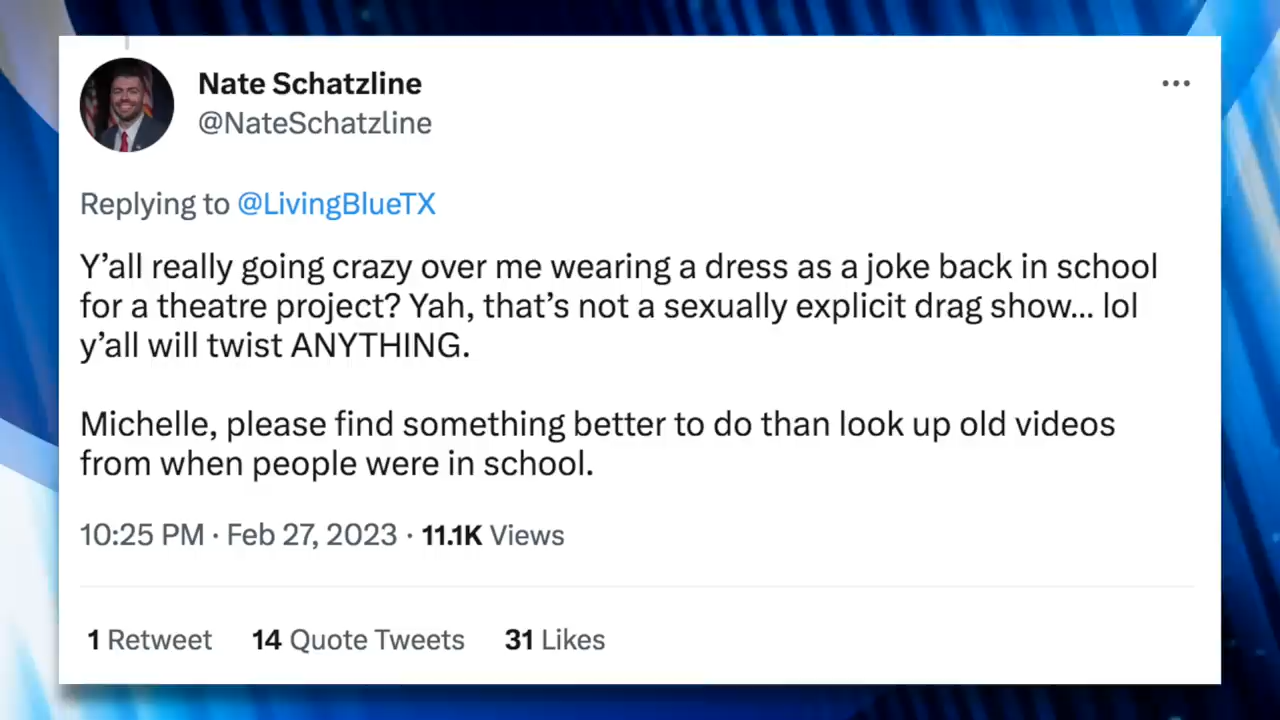 Nate Schatzline
@NateSchatzline
Replying to @LivingBlueTX
Y’all really going crazy over me wearing a dress as a joke back in school
for a theatre project? Yah, that’s not a sexually explicit drag show... lol
y’all will twist ANYTHING.
Michelle, please find something better to do than look up old videos
from when people were in school.
10:25 PM · Feb 27, 2023 · 11.1K Views
1 Retweet 14 Quote Tweets 31 Likes